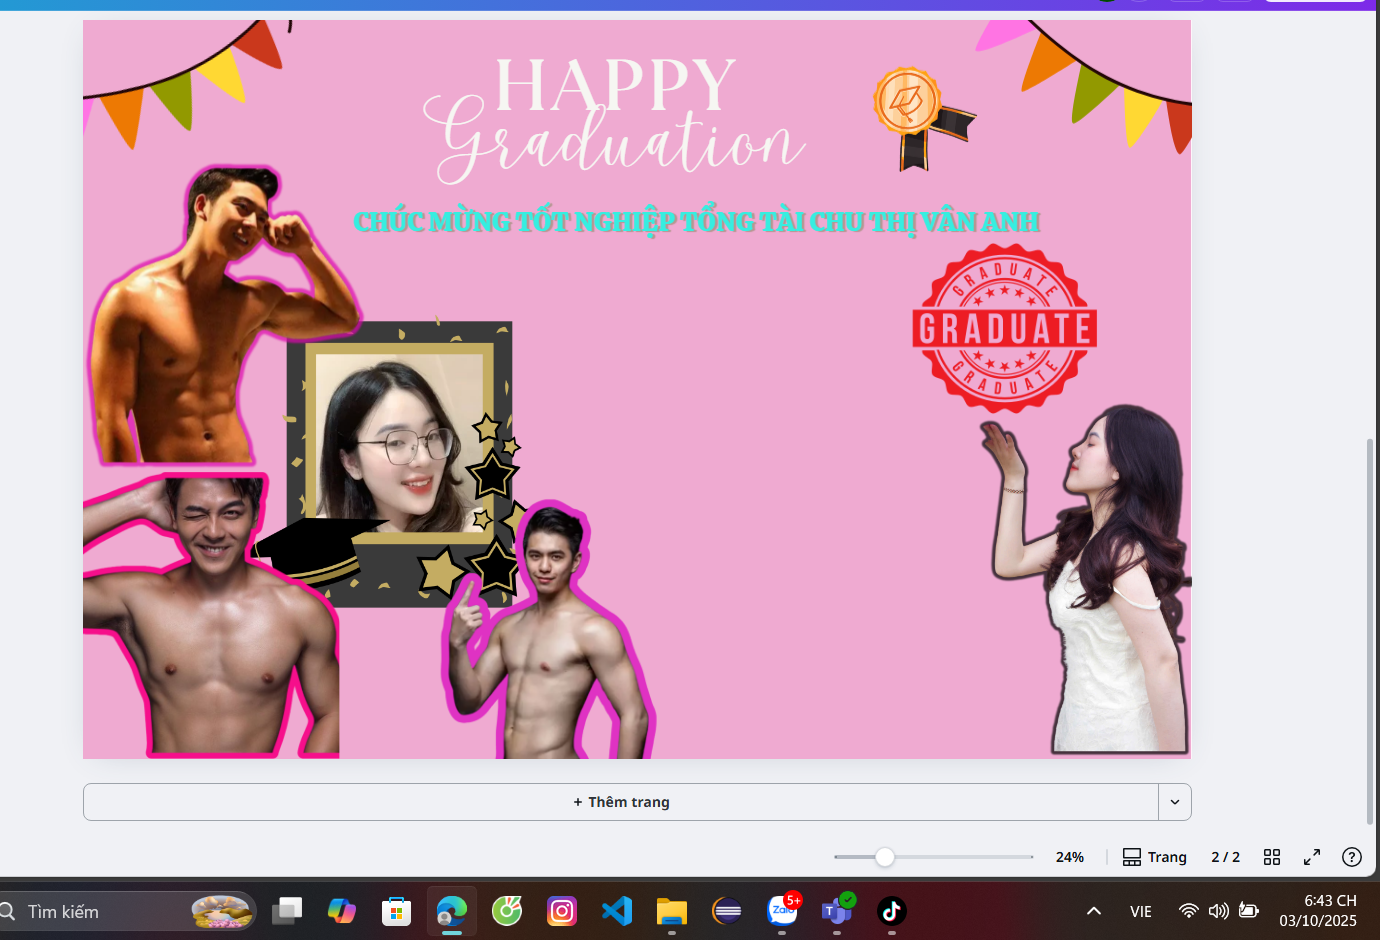 HAPPY
Graduation
CHÚC MỪNG TỐT NGHIỆP TỔNG TÀI CHU THỊ VÂN ANH
GRADUATE
GRADUATE
GRADUATE
+ Thêm trang
24%
Trang
2 / 2
?
Tìm kiếm
Zalo
5+
T
VIE
6:43 CH
03/10/2025